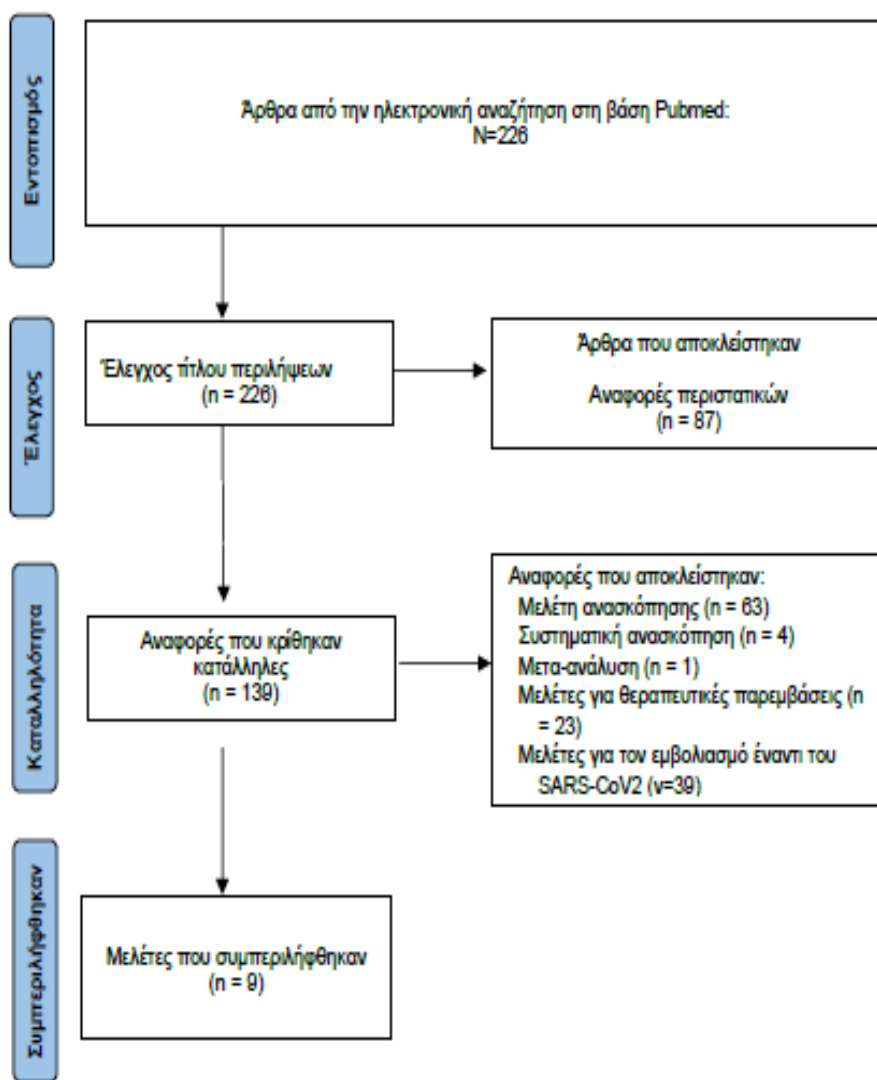 Εντοπισμός
Άρθρα από την ηλεκτρονική αναζήτηση στη βάση Pubmed:
N=226
Έλεγχος
Έλεγχος τίτλου περιλήψεων
(n = 226)
Άρθρα που αποκλείστηκαν
Αναφορές περιστατικών
(n = 87)
Καταλληλότητα
Αναφορές που κρίθηκαν
κατάλληλες
(n = 139)
Αναφορές που αποκλείστηκαν:
Μελέτη ανασκόπησης (n = 63)
Συστηματική ανασκόπηση (n = 4)
Μετα-ανάλυση (n = 1)
Μελέτες για θεραπευτικές παρεμβάσεις (n
= 23)
Μελέτες για τον εμβολιασμό έναντι του
SARS-CoV2 (ν=39)
Συμπεριλήφθηκαν
Μελέτες που συμπεριλήφθηκαν
(n = 9)